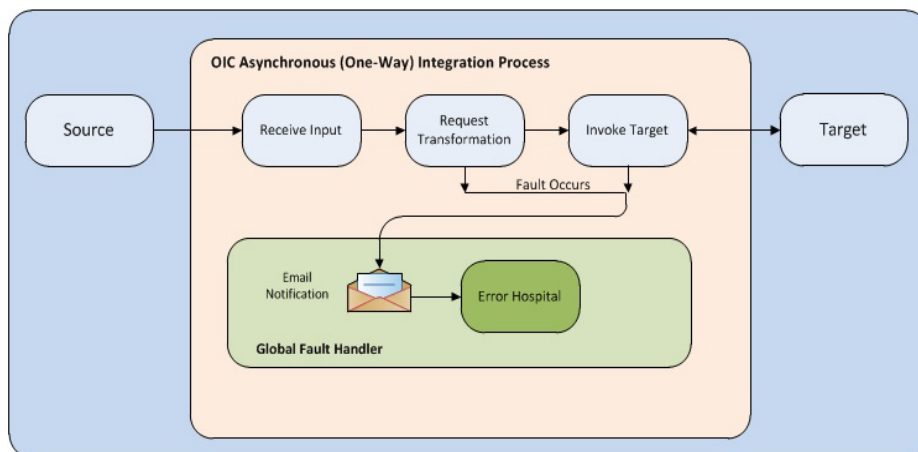 OIC Asynchronous (One-Way) Integration Process
Source
Receive Input
Request
Transformation
Invoke Target
Target
Fault Occurs
Email
Notification
Error Hospital
Global Fault Handler